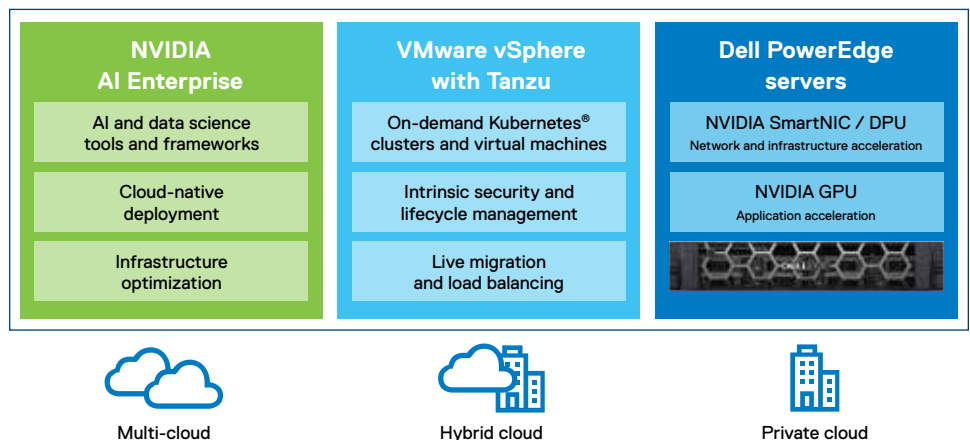 NVIDIA
AI Enterprise
AI and data science
tools and frameworks
Cloud-native
deployment
Infrastructure
optimization
VMware vSphere
with Tanzu
On-demand Kubernetes®
clusters and virtual machines
Intrinsic security and
lifecycle management
Live migration
and load balancing
Dell PowerEdge
servers
NVIDIA SmartNIC / DPU
Network and infrastructure acceleration
NVIDIA GPU
Application acceleration
DELL
Multi-cloud
Hybrid cloud
Private cloud